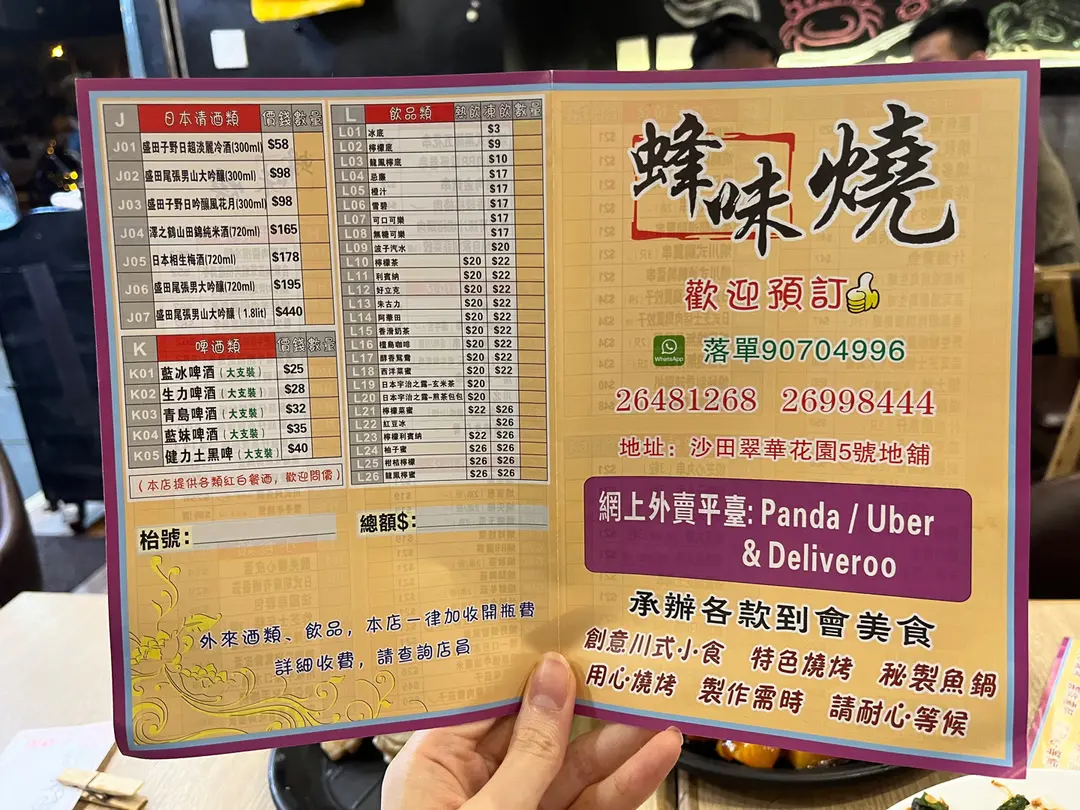 J 日本清酒類 價錢 數量
J01 盛田子野日超淡麗冷酒(300ml) $58
J02 盛田尾張男山大吟釀(300ml) $98
J03 盛田子野日吟釀風花月(300ml) $98
J04 澤之鶴山田錦純米酒(720ml) $165
J05 日本相生梅酒(720ml) $178
J06 盛田尾張男大吟釀(720ml) $195
J07 盛田尾張男山大吟釀(1.8lit) $440
K 啤酒類 價錢 數量
K01 藍冰啤酒(大支裝) $25
K02 生力啤酒(大支裝) $28
K03 青島啤酒(大支裝) $32
K04 藍妹啤酒(大支裝) $35
K05 健力士黑啤(大支裝) $40
(本店提供各類紅白餐酒，歡迎問價)
L 飲品類 熱飲 凍飲 數量
L01 冰底 $3
L02 檸檬底 $9
L03 龍鳳檸底 $10
L04 忌廉 $17
L05 橙汁 $17
L06 雪碧 $17
L07 可口可樂 $17
L08 無糖可樂 $17
L09 波子汽水 $20
L10 檸檬茶 $20 $22
L11 利賓納 $20 $22
L12 好立克 $20 $22
L13 朱古力 $20 $22
L14 阿華田 $20 $22
L15 香滑奶茶 $20 $22
L16 檀島咖啡 $20 $22
L17 醇香鴛鴦 $20 $22
L18 西洋菜蜜 $20 $22
L19 日本宇治之露-玄米茶 $20
L20 日本宇治之露-煎茶包包 $20
L21 檸檬菜蜜 $22 $26
L22 紅豆冰 $26
L23 檸檬利賓納 $22 $26
L24 柚子蜜 $26 $26
L25 柑桔檸檬 $26 $26
L26 龍鳳檸蜜 $26 $26
枱號:
總額$:
外來酒類、飲品，本店一律加收開瓶費
詳細收費，請查詢店員
蜂味燒
歡迎預訂
WhatsApp 落單90704996
26481268 26998444
地址：沙田翠華花園5號地舖
網上外賣平臺: Panda / Uber
& Deliveroo
承辦各款到會美食
創意川式小食 特色燒烤 秘製魚鍋
用心燒烤 製作需時 請耐心等候